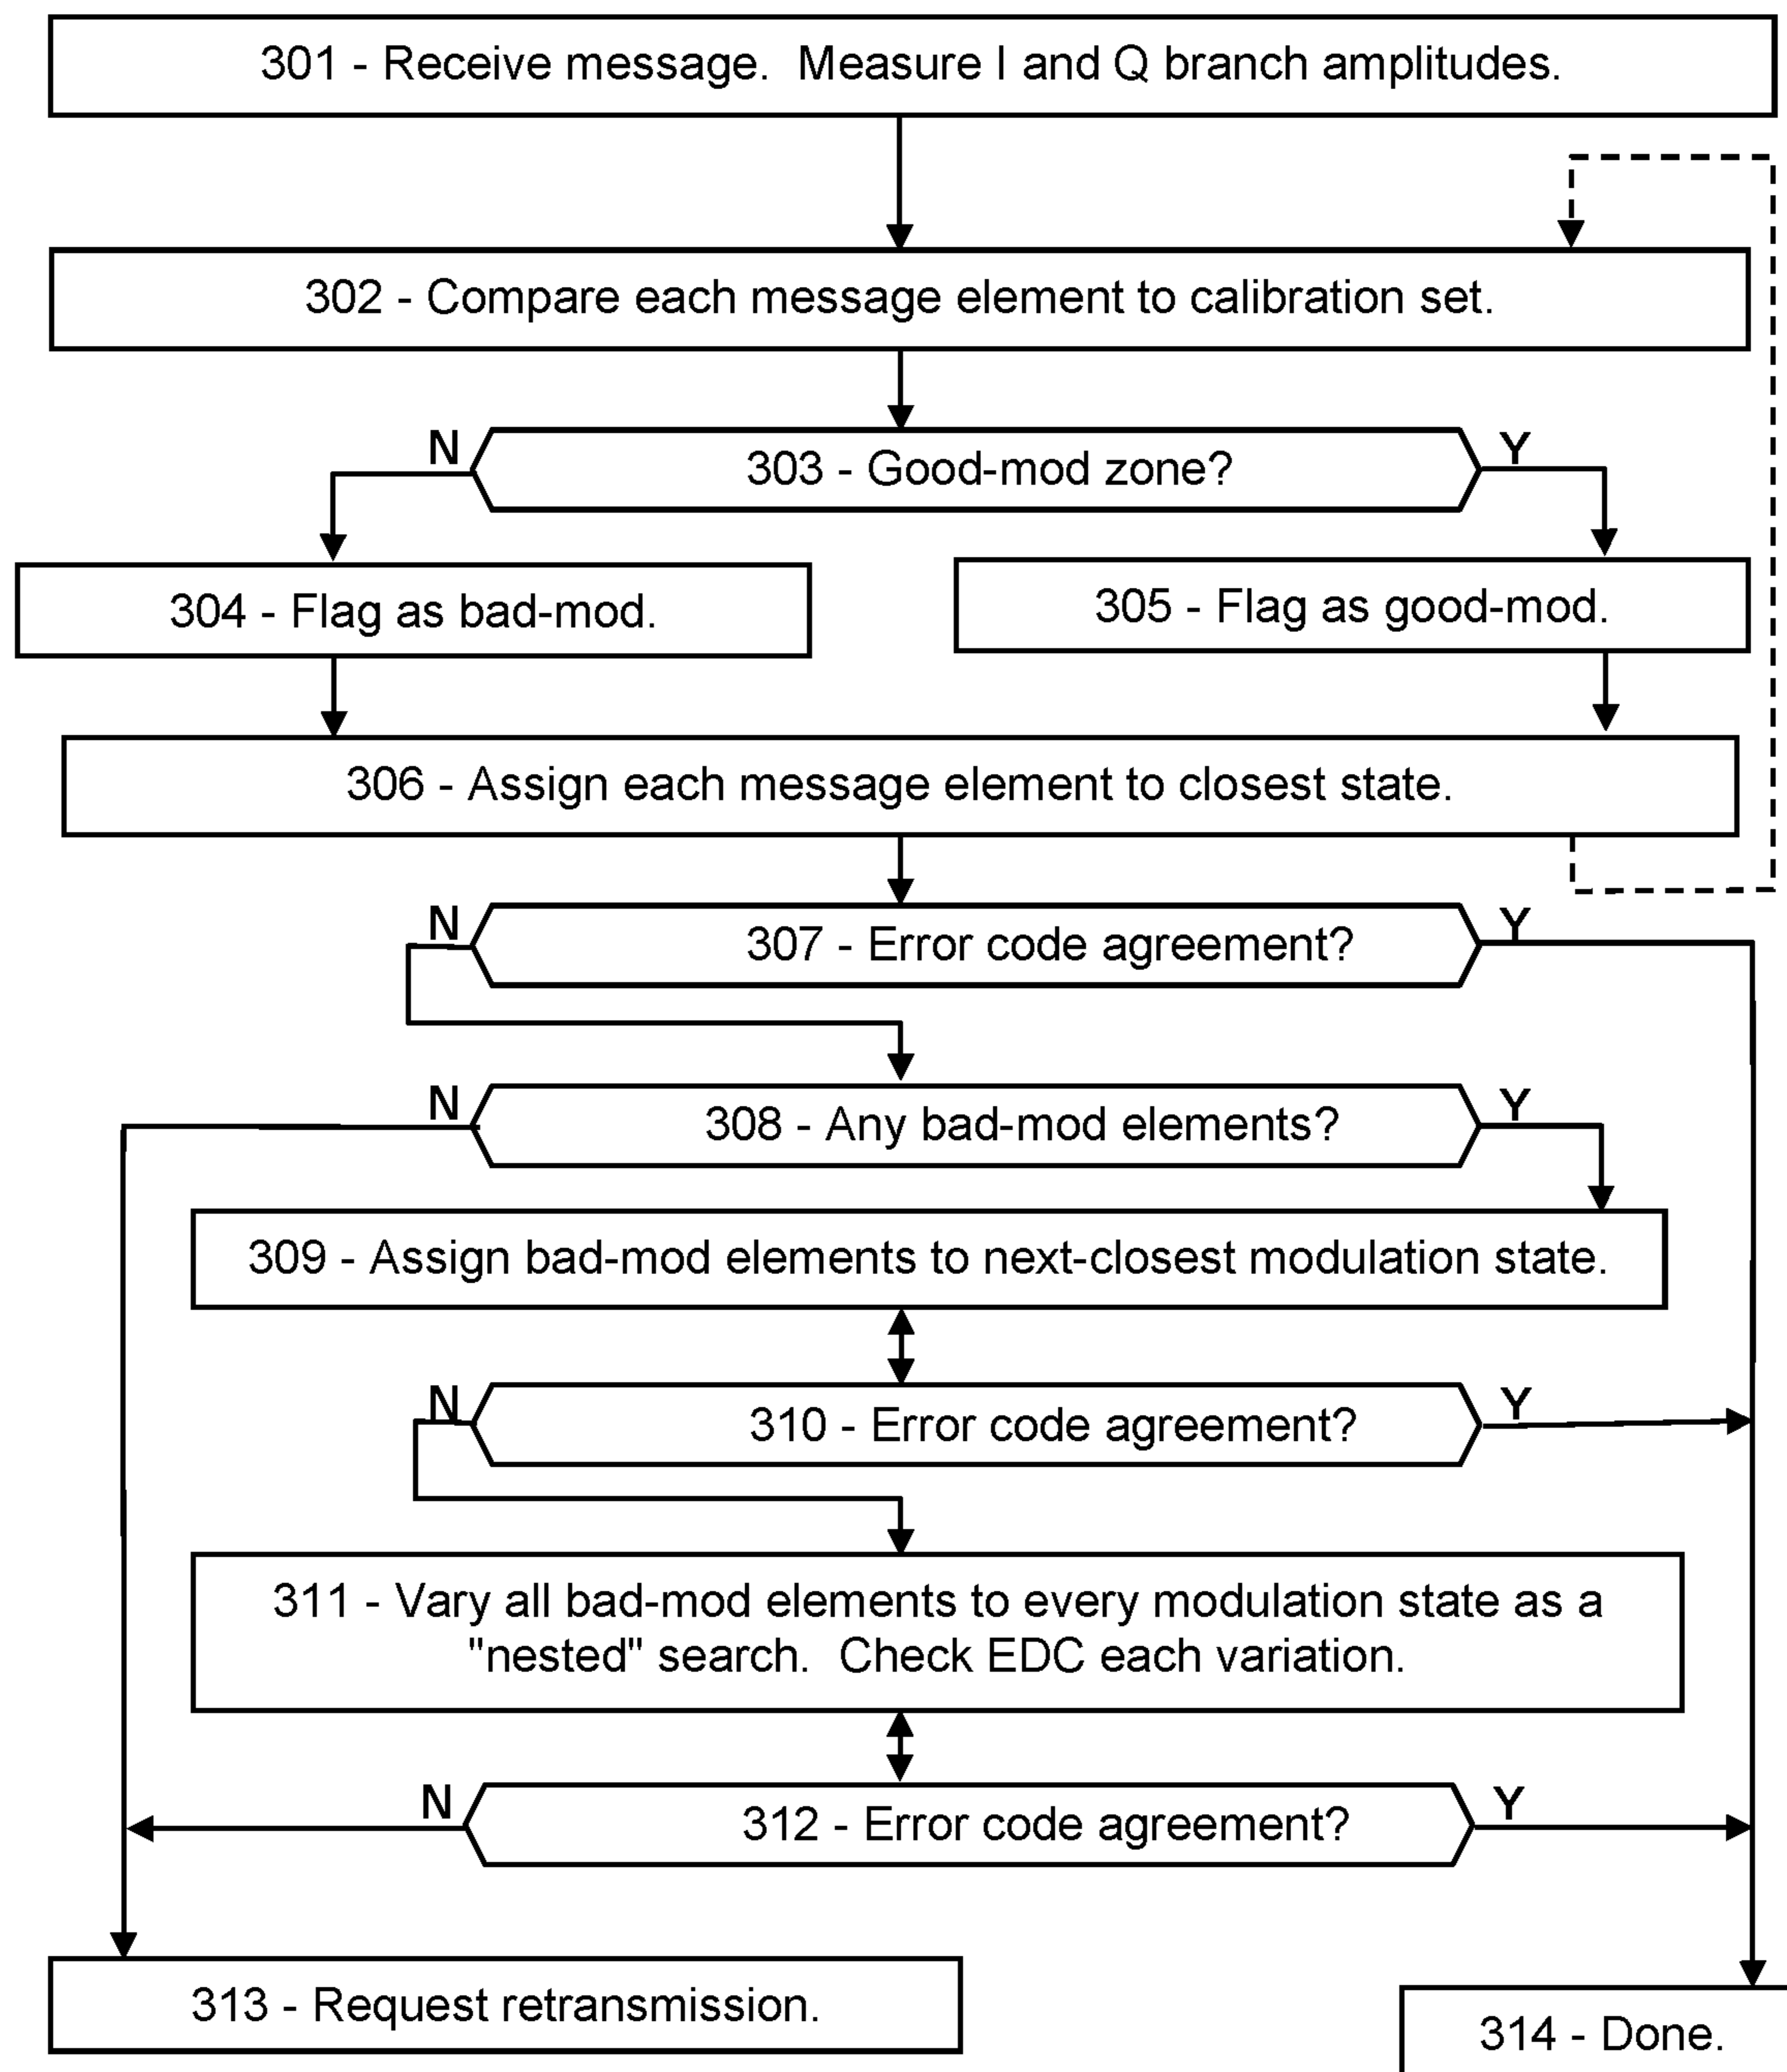 301 - Receive message.  Measure I and Q branch amplitudes.
302 - Compare each message element to calibration set.
N
303 - Good-mod zone?
Y
304 - Flag as bad-mod.
305 - Flag as good-mod.
306 - Assign each message element to closest state.
N
307 - Error code agreement?
Y
N
308 - Any bad-mod elements?
Y
309 - Assign bad-mod elements to next-closest modulation state.
N
310 - Error code agreement?
Y
311 - Vary all bad-mod elements to every modulation state as a
"nested" search.  Check EDC each variation.
N
312 - Error code agreement?
Y
313 - Request retransmission.
314 - Done.